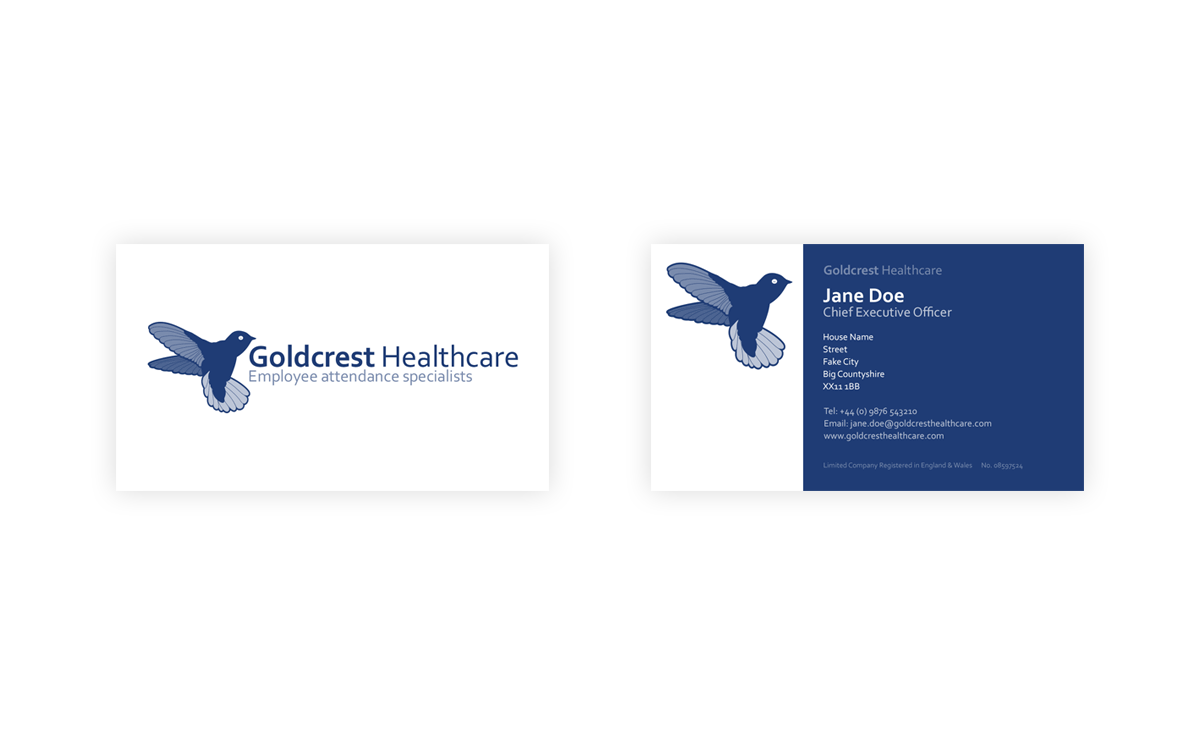 Goldcrest Healthcare
Employee attendance specialists
Goldcrest Healthcare
Jane Doe
Chief Executive Officer
House Name
Street
Fake City
Big Countyshire
XX11 1BB
Tel: +44 (0) 9876 543210
Email: jane.doe@goldcresthealthcare.com
www.goldcresthealthcare.com
Limited Company Registered in England & Wales No. 08597524